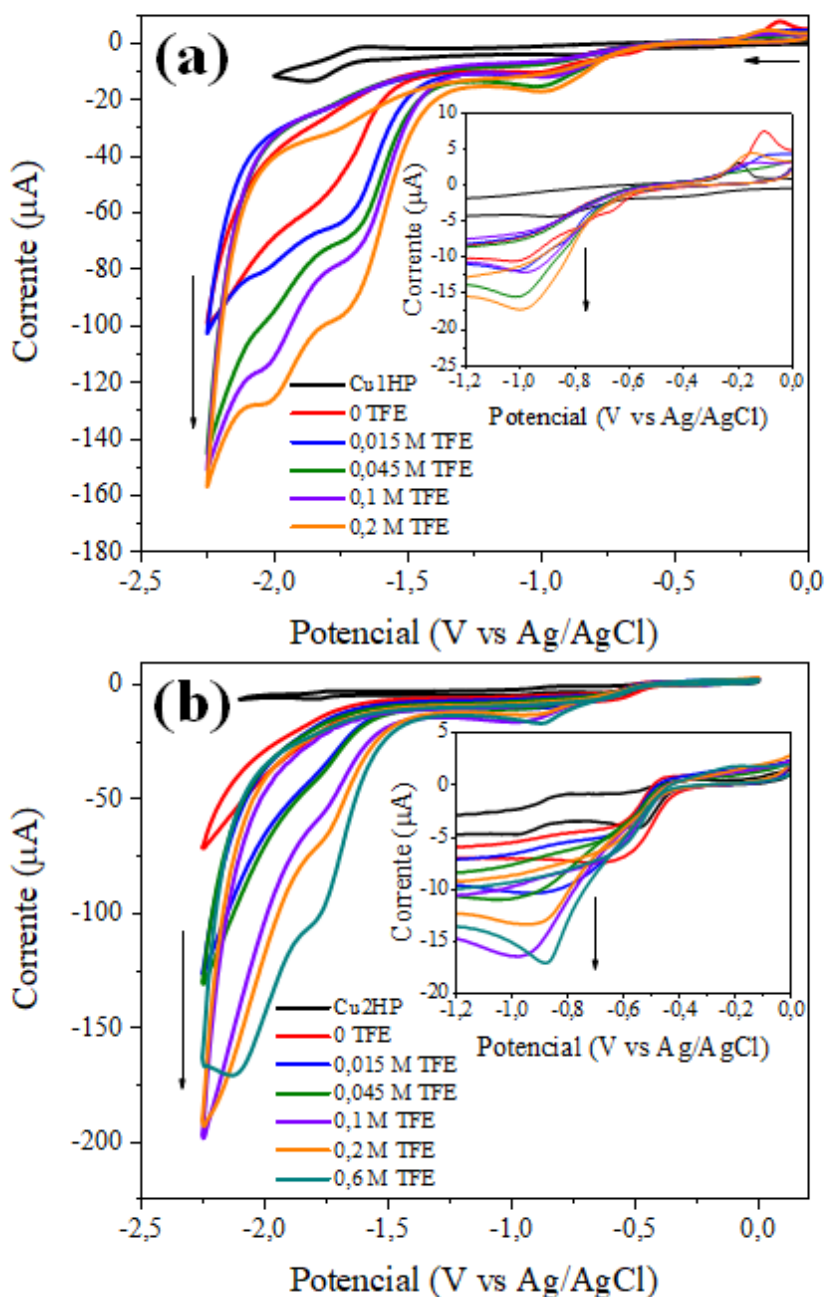 (a)
0
-20
-40
-60
-80
-100
-120
-140
-160
-180
Corrente (μA)
-2,5
-2,0
-1,5
-1,0
-0,5
0,0
Potencial (V vs Ag/AgCl)
Cu1HP
0 TFE
0,015 M TFE
0,045 M TFE
0,1 M TFE
0,2 M TFE
10
5
0
-5
-10
-15
-20
-25
Corrente (μA)
-1,2
-1,0
-0,8
-0,6
-0,4
-0,2
0,0
Potencial (V vs Ag/AgCl)
(b)
0
-50
-100
-150
-200
Corrente (μA)
-2,5
-2,0
-1,5
-1,0
-0,5
0,0
Potencial (V vs Ag/AgCl)
Cu2HP
0 TFE
0,015 M TFE
0,045 M TFE
0,1 M TFE
0,2 M TFE
0,6 M TFE
5
0
-5
-10
-15
-20
Corrente (μA)
-1,2
-1,0
-0,8
-0,6
-0,4
-0,2
0,0
Potencial (V vs Ag/AgCl)